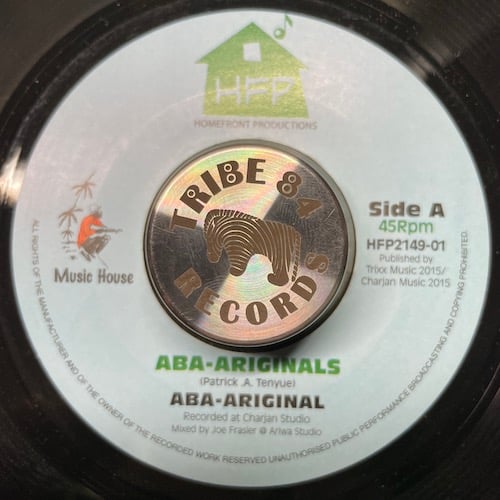 HFP
HOMEFRONT PRODUCTIONS
TRIBE 84
RECORDS
Music House
Side A
45Rpm
HFP2149-01
Published by
Trixx Music 2015/
Charjan Music 2015
ABA-ARIGINALS
(Patrick .A. Tenyue)
ABA-ARIGINAL
Recorded at Charjan Studio
Mixed by Joe Frasier @ Ariwa Studio
ALL RIGHTS OF THE MANUFACTURER AND OF THE OWNER OF THE RECORDED WORK RESERVED UNAUTHORISED PUBLIC PERFORMANCE BROADCASTING AND COPYING PROHIBITED.